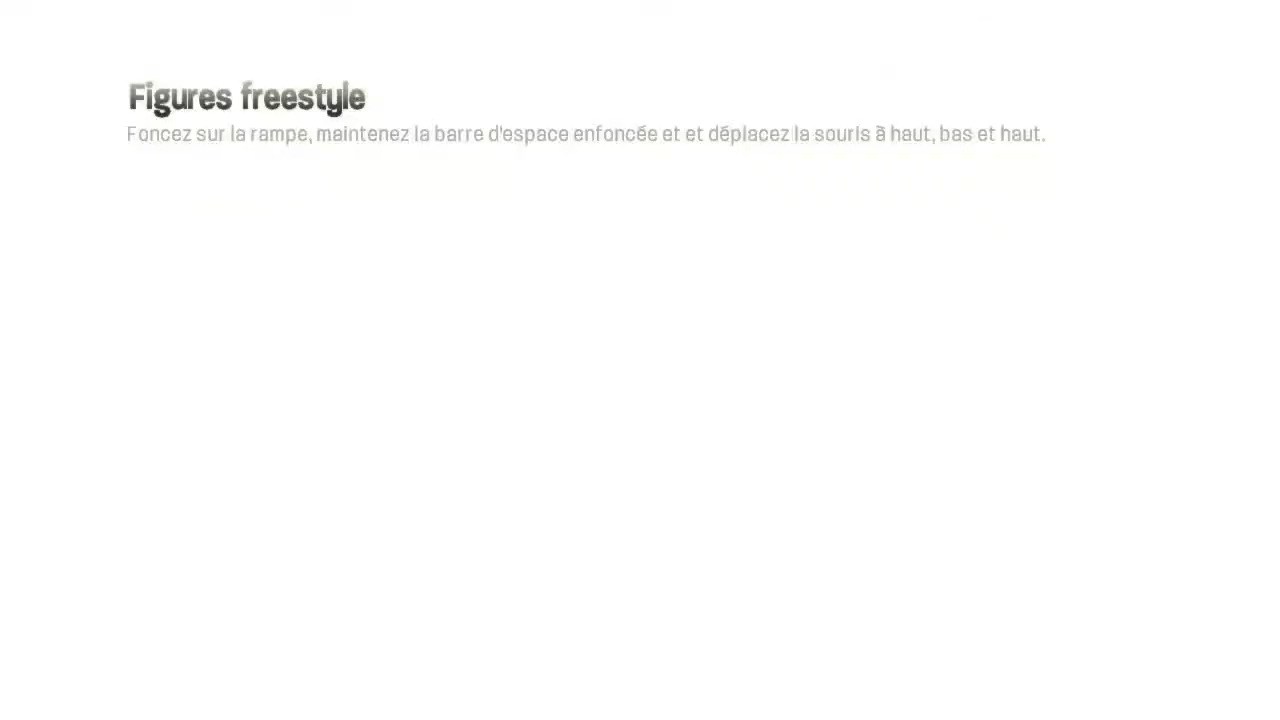 Figures freestyle
Foncez sur la rampe, maintenez la barre d'espace enfoncée et et déplacez la souris à haut, bas et haut.